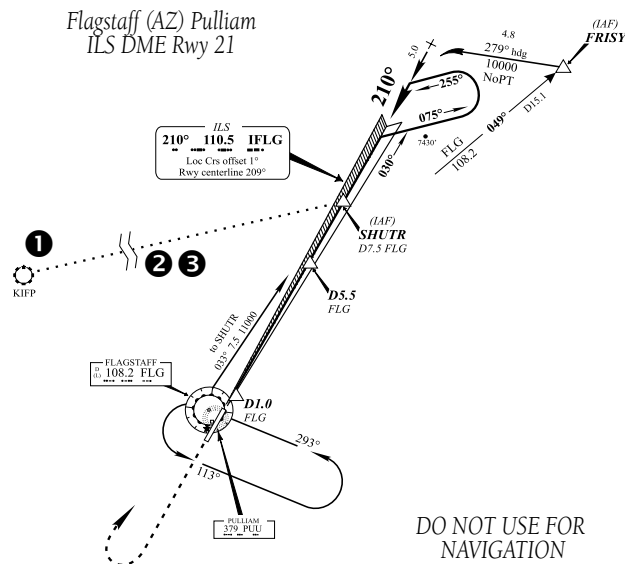 Flagstaff (AZ) Pulliam
ILS DME Rwy 21
(IAF)
FRISY
4.8
279° hdg
10000
NoPT
5.0
210°
255°
075°
049°
D15.1
FLG
108.2
7430'
030°
ILS
210° 110.5 IFLG
Loc Crs offset 1°
Rwy centerline 209°
(IAF)
SHUTR
D7.5 FLG
1
2 3
KIFP
D5.5
FLG
to SHUTR
033° 7.5 11000
FLAGSTAFF
D
(L) 108.2 FLG
D1.0
FLG
293°
113°
PULLIAM
379 PUU
DO NOT USE FOR
NAVIGATION